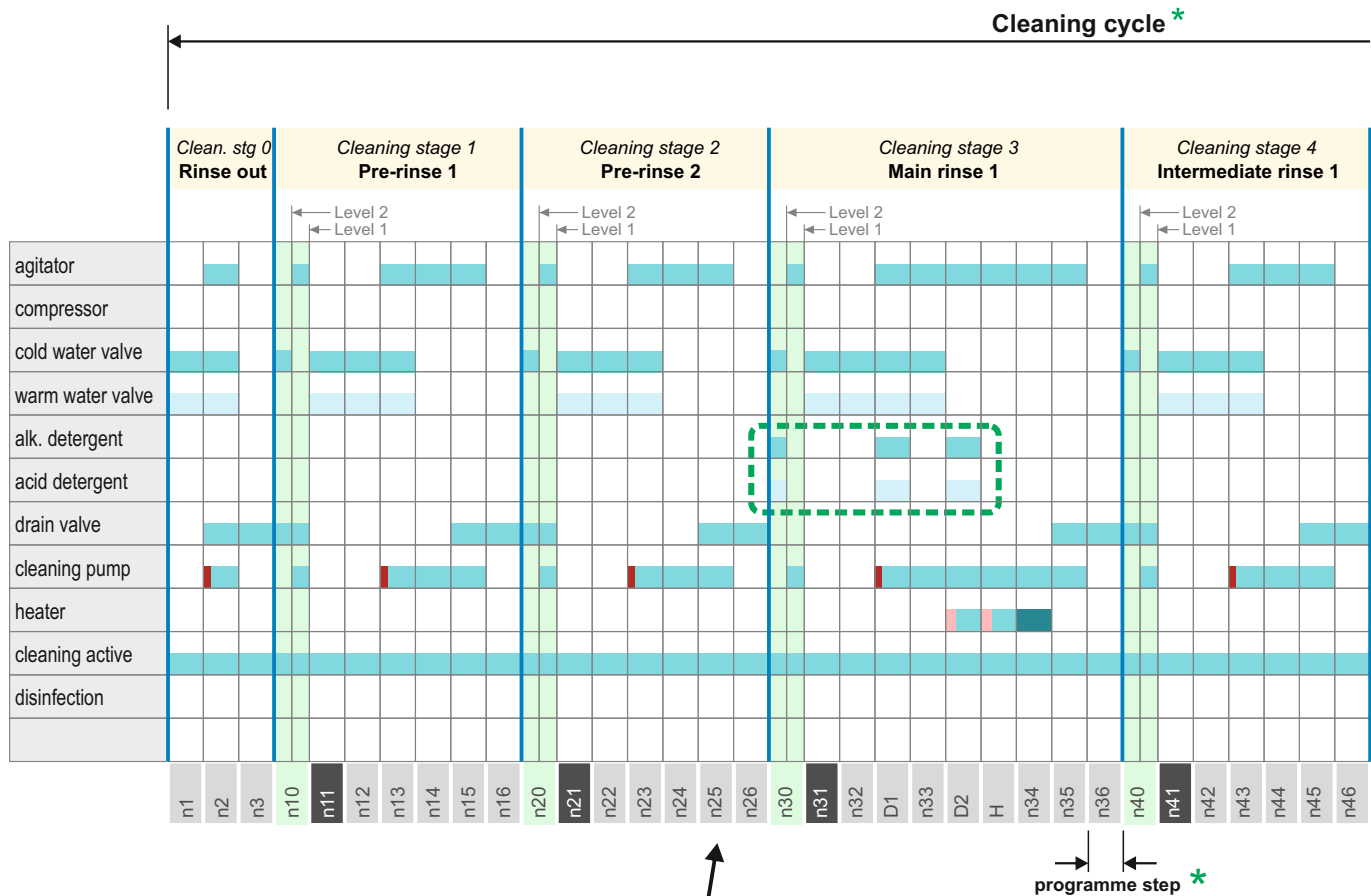 Cleaning cycle *
Clean. stg 0
Rinse out
Cleaning stage 1
Pre-rinse 1
Cleaning stage 2
Pre-rinse 2
Cleaning stage 3
Main rinse 1
Cleaning stage 4
Intermediate rinse 1
Level 2
Level 1
Level 2
Level 1
Level 2
Level 1
Level 2
Level 1
agitator
compressor
cold water valve
warm water valve
alk. detergent
acid detergent
drain valve
cleaning pump
heater
cleaning active
disinfection
n1
n2
n3
n10
n11
n12
n13
n14
n15
n16
n20
n21
n22
n23
n24
n25
n26
n30
n31
n32
D1
n33
D2
H
n34
n35
n36
n40
n41
n42
n43
n44
n45
n46
programme step *